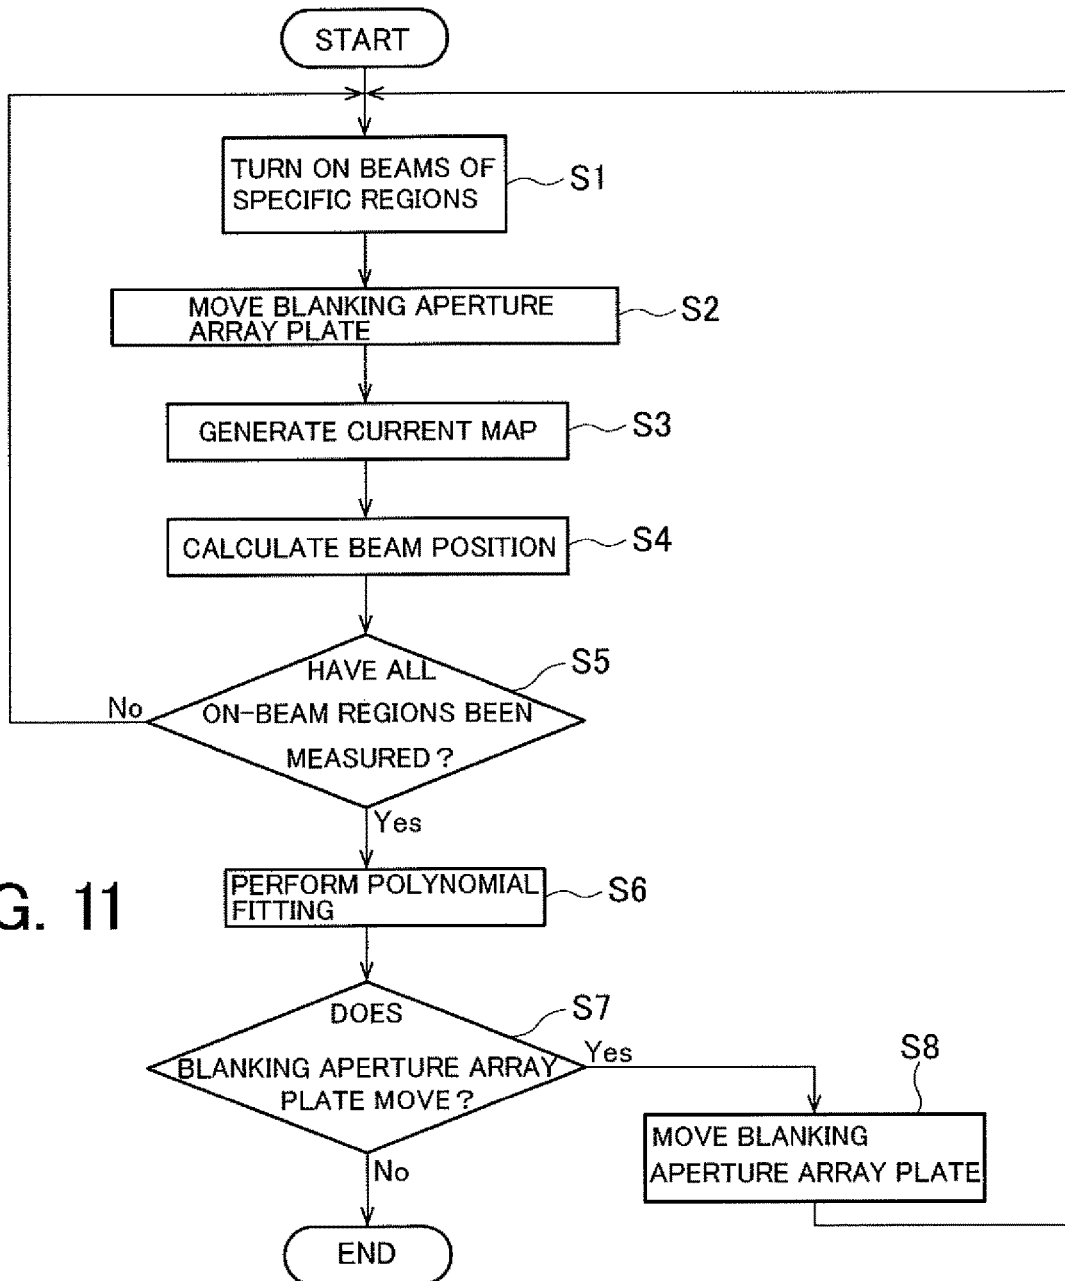 START
TURN ON BEAMS OF
SPECIFIC REGIONS
S1
MOVE BLANKING APERTURE
ARRAY PLATE
S2
GENERATE CURRENT MAP
S3
CALCULATE BEAM POSITION
S4
HAVE ALL
ON-BEAM REGIONS BEEN
MEASURED?
S5
No
Yes
G. 11
PERFORM POLYNOMIAL
FITTING
S6
DOES
BLANKING APERTURE ARRAY
PLATE MOVE?
S7
Yes
S8
MOVE BLANKING
APERTURE ARRAY PLATE
No
END